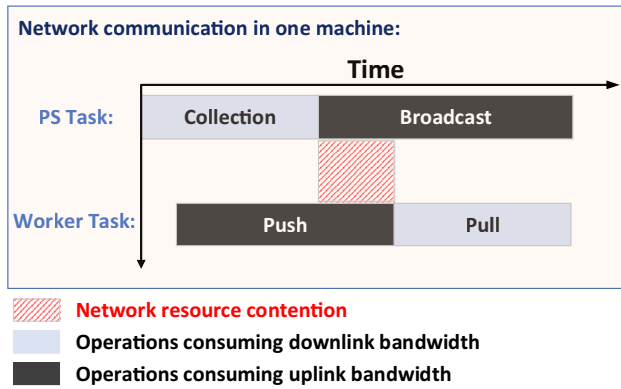 Network communication in one machine:
Time
PS Task:
Collection
Broadcast
Worker Task:
Push
Pull
Network resource contention
Operations consuming downlink bandwidth
Operations consuming uplink bandwidth